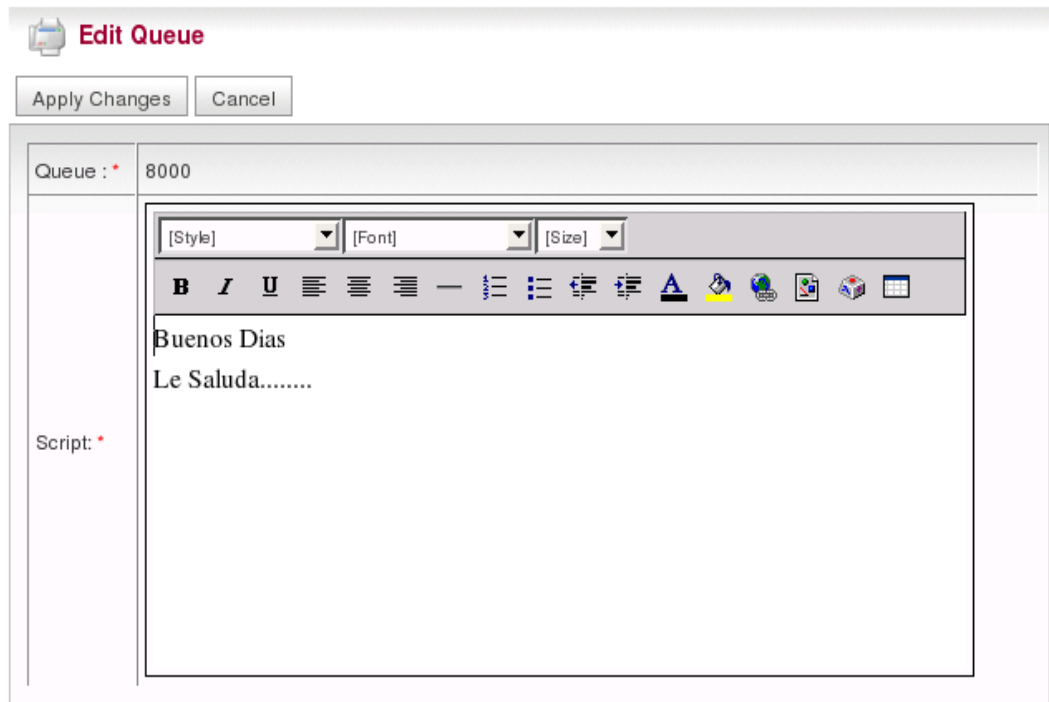 Edit Queue
Apply Changes Cancel
Queue : * 8000
[Style] [Font] [Size]
B I U A
Buenos Dias
Le Saluda........
Script: *